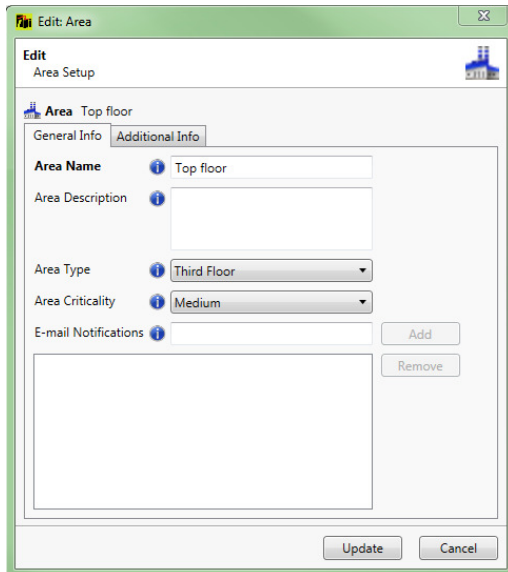 Edit: Area
Edit
Area Setup
Area Top floor
General Info Additional Info
Area Name Top floor
Area Description
Area Type Third Floor
Area Criticality Medium
E-mail Notifications Add
Remove
Update Cancel